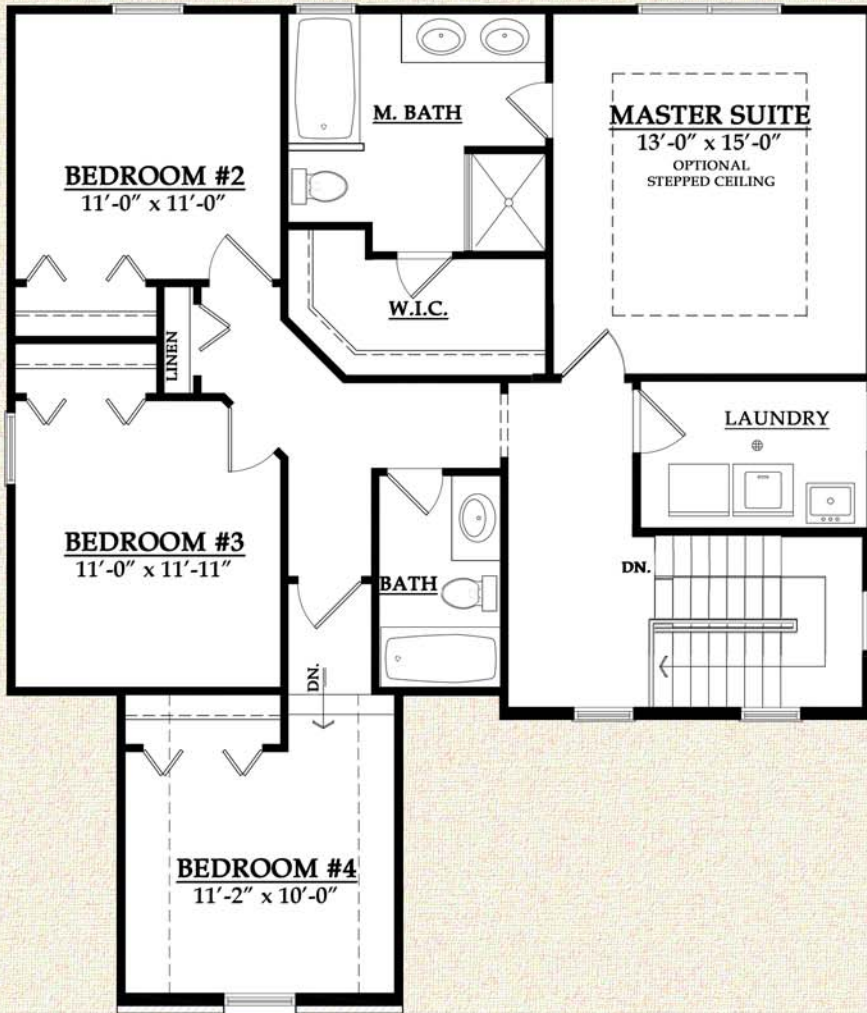 M. BATH
MASTER SUITE
13'-0" x 15'-0"
OPTIONAL
STEPPED CEILING
BEDROOM #2
11'-0" x 11'-0"
W.I.C.
LINEN
LAUNDRY
BEDROOM #3
11'-0" x 11'-11"
DN.
BATH
DN.
BEDROOM #4
11'-2" x 10'-0"